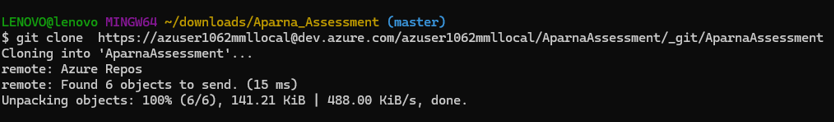 LENOVO@lenovo MINGW64 ~/downloads/Aparna_Assessment (master)
$ git clone  https://azuser1062mmllocal@dev.azure.com/azuser1062mmllocal/AparnaAssessment/_git/AparnaAssessment
Cloning into 'AparnaAssessment'...
remote: Azure Repos
remote: Found 6 objects to send. (15 ms)
Unpacking objects: 100% (6/6), 141.21 KiB | 488.00 KiB/s, done.